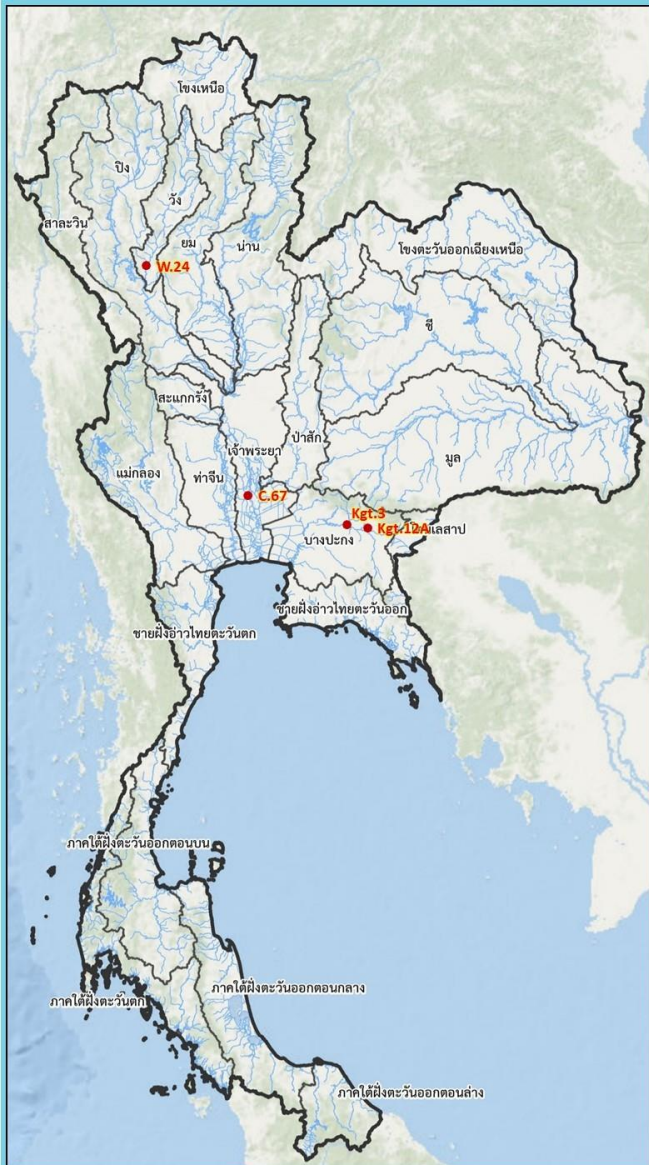 โขงเหนือ
ปิง
วัง
สาละวิน
ยม
น่าน
โขงตะวันออกเฉียงเหนือ
W.24
ชี
สะแกกรัง
เจ้าพระยา
ป่าสัก
มูล
แม่กลอง
ท่าจีน
C.67
Kgt.3
Kgt.12A
เลสาป
บางปะกง
ชายฝั่งอ่าวไทยตะวันออก
ชายฝั่งอ่าวไทยตะวันตก
ภาคใต้ฝั่งตะวันออกตอนบน
ภาคใต้ฝั่งตะวันออกตอนกลาง
ภาคใต้ฝั่งตะวันตก
ภาคใต้ฝั่งตะวันออกตอนล่าง